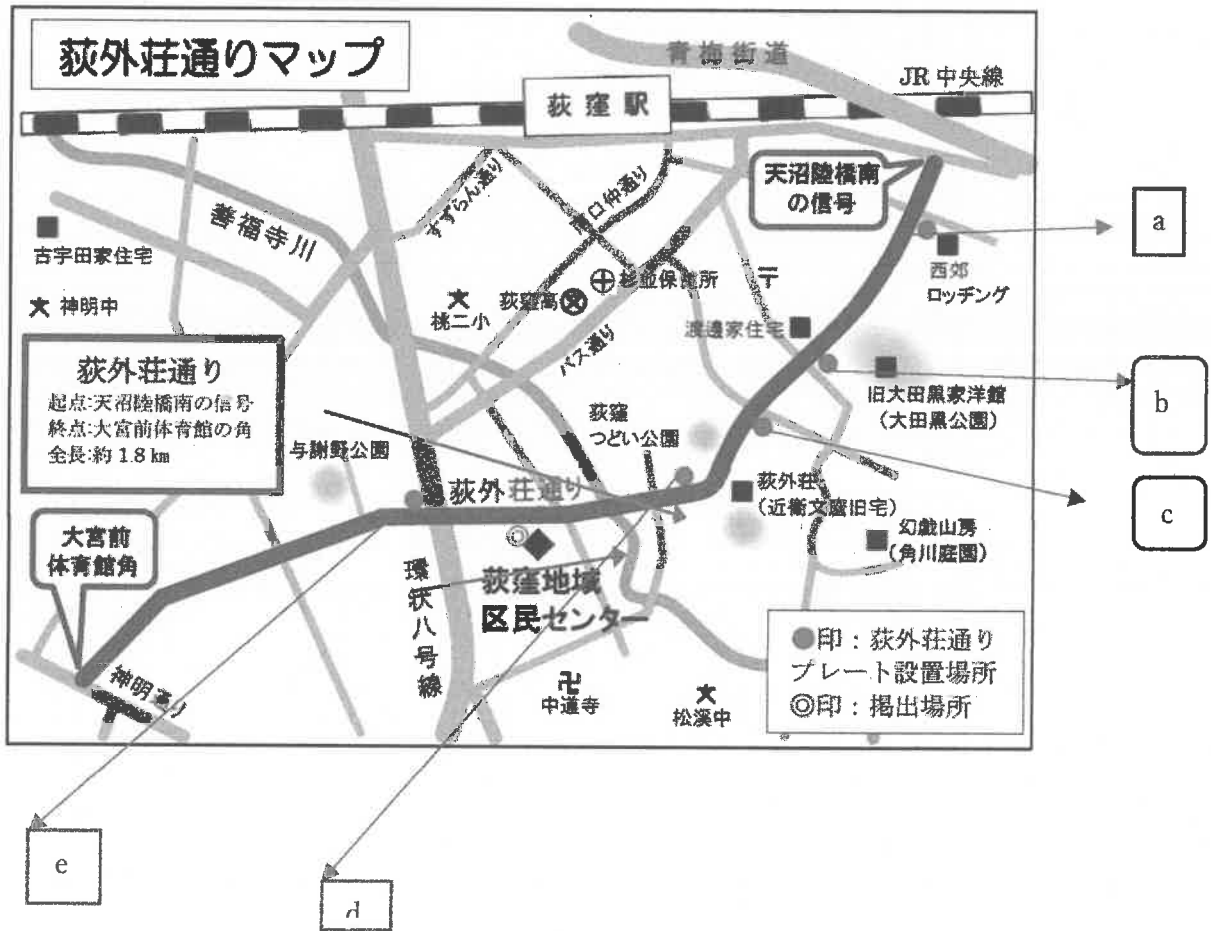 荻外荘通りマップ
青梅街道
JR 中央線
荻窪駅
天沼陸橋南
の信号
a
すずらん通り
善福寺川
古宇田家住宅
西郊
ロッヂング
神明中
杉並保健所
荻窪高
桃二小
〒
渡邊家住宅
バス通り
荻外荘通り
起点:天沼陸橋南の信号
終点:大宮前体育館の角
全長:約 1.8 ㎞
旧大田黒家洋館
(大田黒公園)
b
荻窪
つどい公園
与謝野公園
荻外荘通り
荻外荘
(近衞文麿旧宅)
c
大宮前
体育館角
幻戯山房
(角川庭園)
環状八号線
荻窪地域
区民センター
●印：荻外荘通り
プレート設置場所
◎印：掲出場所
神明通り
中道寺
松溪中
e
d